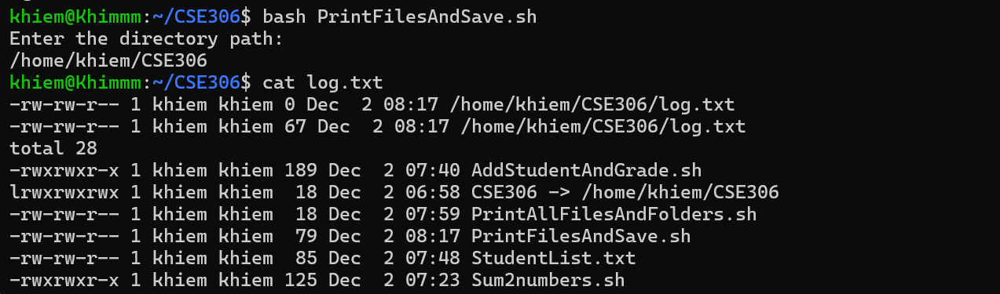 khiem@Khimmm:~/CSE306$ bash PrintFilesAndSave.sh
Enter the directory path:
/home/khiem/CSE306
khiem@Khimmm:~/CSE306$ cat log.txt
-rw-rw-r-- 1 khiem khiem 0 Dec  2 08:17 /home/khiem/CSE306/log.txt
-rw-rw-r-- 1 khiem khiem 67 Dec  2 08:17 /home/khiem/CSE306/log.txt
total 28
-rwxrwxr-x 1 khiem khiem 189 Dec  2 07:40 AddStudentAndGrade.sh
lrwxrwxrwx 1 khiem khiem  18 Dec  2 06:58 CSE306 -> /home/khiem/CSE306
-rw-rw-r-- 1 khiem khiem  18 Dec  2 07:59 PrintAllFilesAndFolders.sh
-rw-rw-r-- 1 khiem khiem  79 Dec  2 08:17 PrintFilesAndSave.sh
-rw-rw-r-- 1 khiem khiem  85 Dec  2 07:48 StudentList.txt
-rwxrwxr-x 1 khiem khiem 125 Dec  2 07:23 Sum2numbers.sh